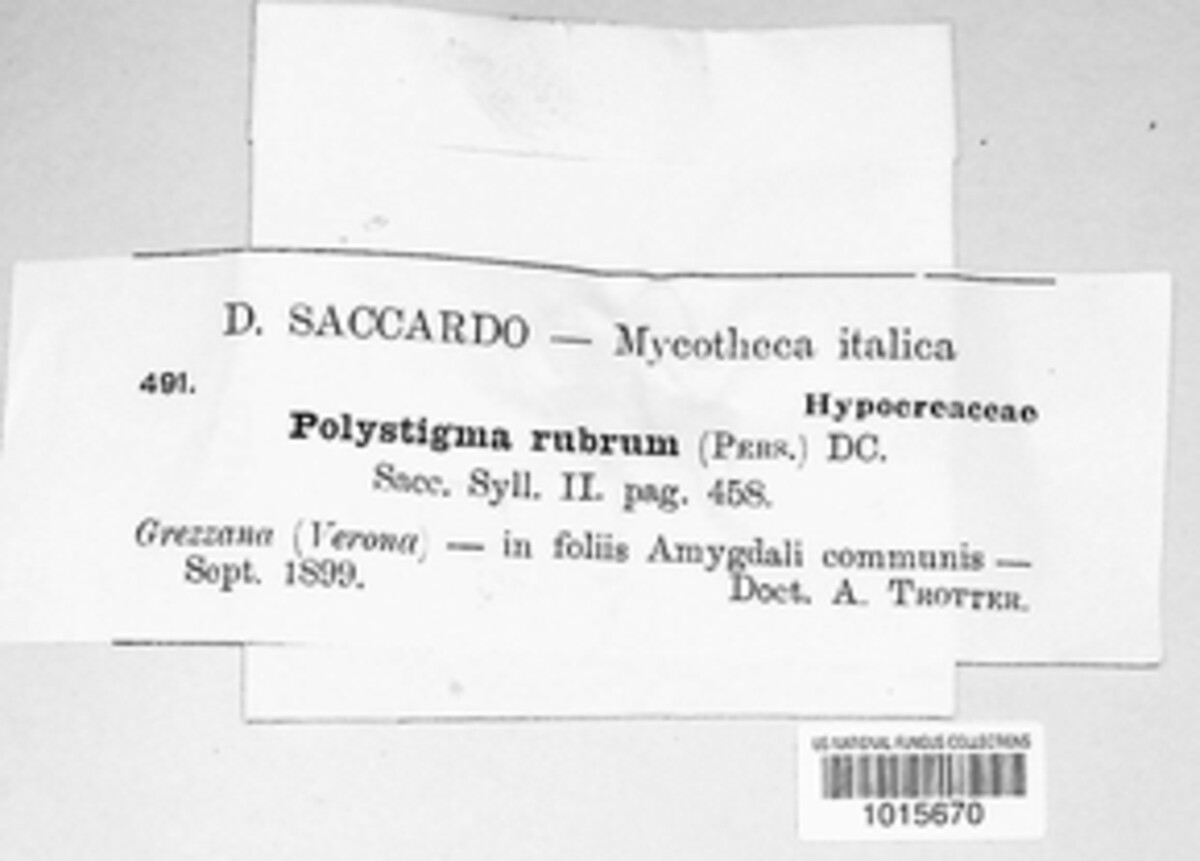 D. SACCARDO — Mycotheca italica
491.
Hypocreaceae
Polystigma rubrum (PERS.) DC.
Sacc. Syll. II. pag. 458.
Grezzana (Verona) — in foliis Amygdali communis —
Sept. 1899. Doct. A. TROTTER.
US NATIONAL FUNGUS COLLECTIONS
1015670